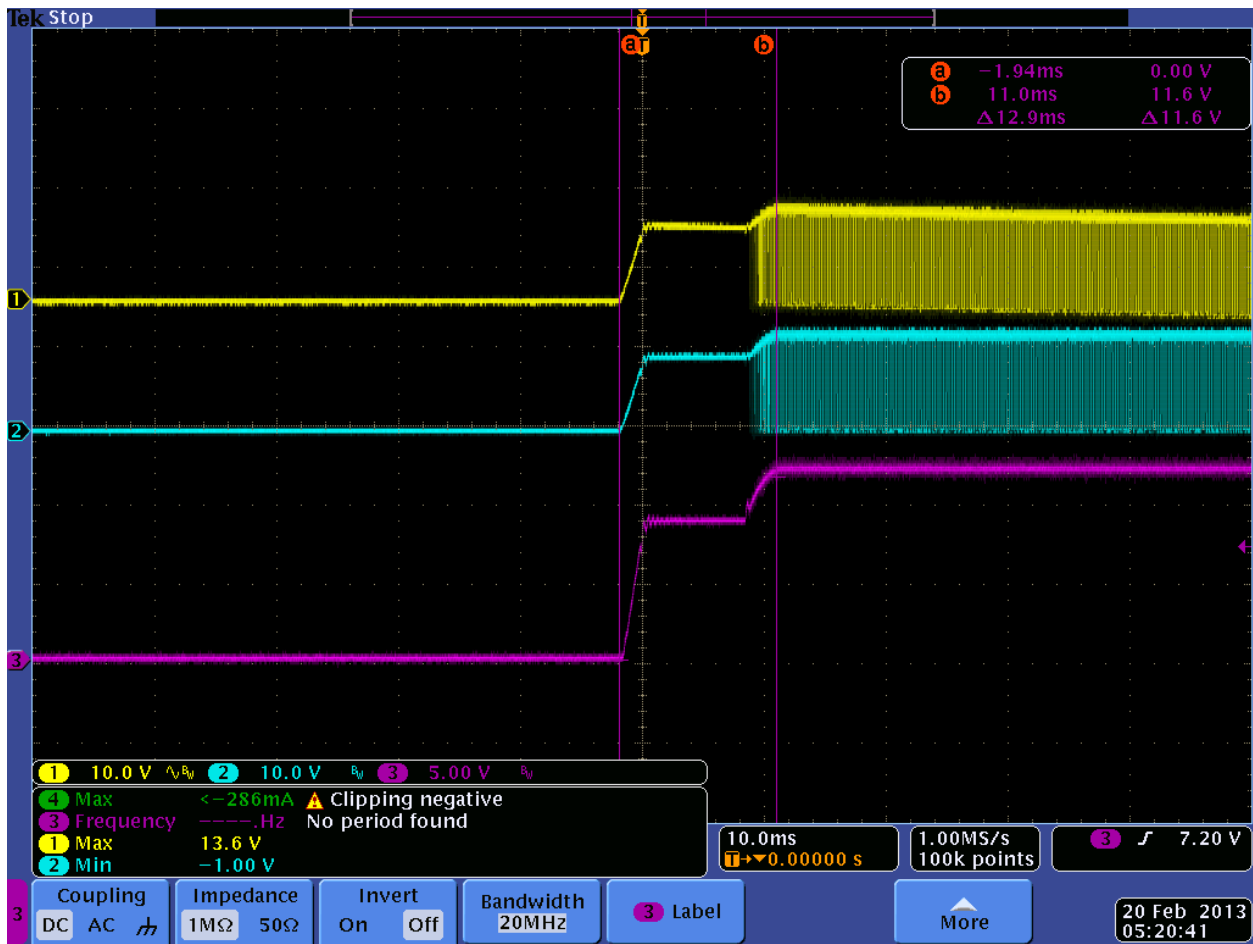 Tek Stop
T
a T b
a −1.94ms 0.00 V
b 11.0ms 11.6 V
Δ12.9ms Δ11.6 V
1
2
3
1 10.0 V BW 2 10.0 V BW 3 5.00 V BW
4 Max <−286mA Clipping negative
3 Frequency ----.Hz No period found
1 Max 13.6 V
2 Min −1.00 V
10.0ms
T→▼0.00000 s
1.00MS/s
100k points
3 7.20 V
3
Coupling
DC AC
Impedance
1MΩ 50Ω
Invert
On Off
Bandwidth
20MHz
3 Label
More
20 Feb 2013
05:20:41